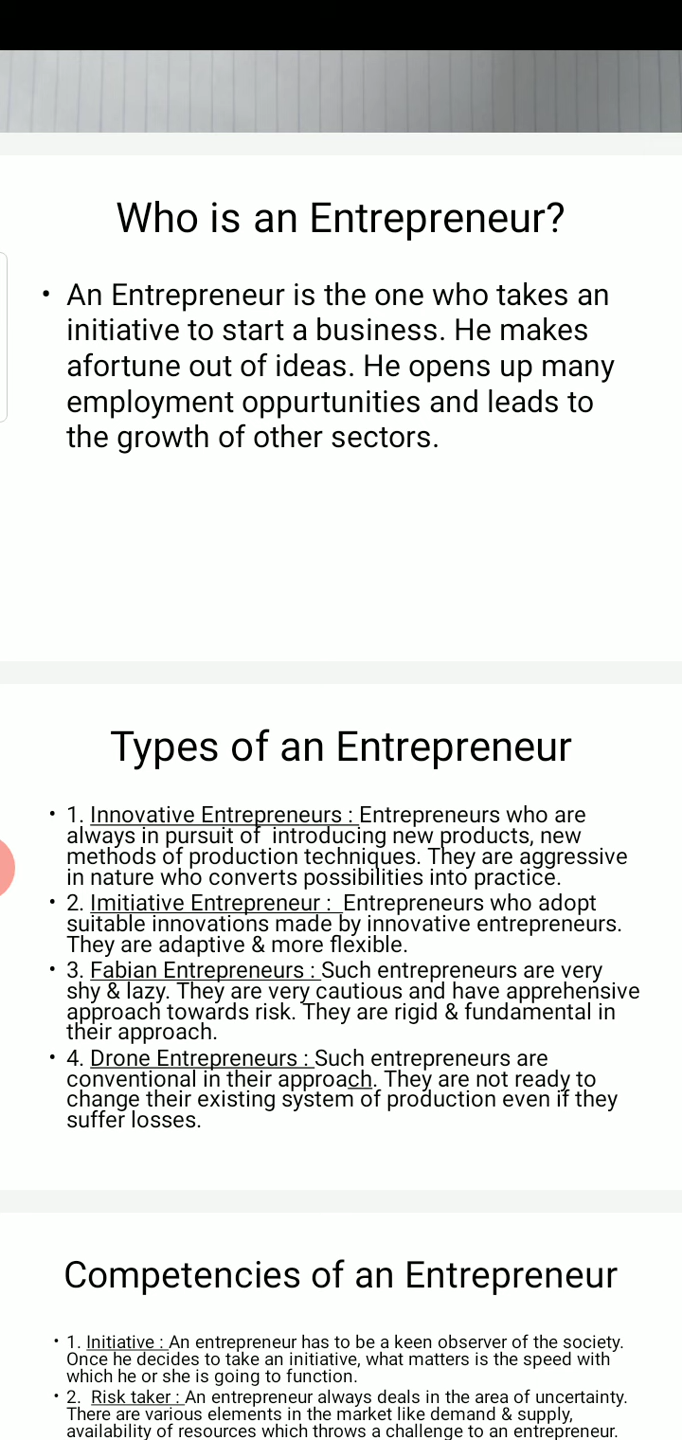 Who is an Entrepreneur?
• An Entrepreneur is the one who takes an
initiative to start a business. He makes
afortune out of ideas. He opens up many
employment oppurtunities and leads to
the growth of other sectors.
Types of an Entrepreneur
• 1. Innovative Entrepreneurs : Entrepreneurs who are
always in pursuit of  introducing new products, new
methods of production techniques. They are aggressive
in nature who converts possibilities into practice.
• 2. Imitiative Entrepreneur :  Entrepreneurs who adopt
suitable innovations made by innovative entrepreneurs.
They are adaptive & more flexible.
• 3. Fabian Entrepreneurs : Such entrepreneurs are very
shy & lazy. They are very cautious and have apprehensive
approach towards risk. They are rigid & fundamental in
their approach.
• 4. Drone Entrepreneurs : Such entrepreneurs are
conventional in their approach. They are not ready to
change their existing system of production even if they
suffer losses.
Competencies of an Entrepreneur
• 1. Initiative : An entrepreneur has to be a keen observer of the society.
Once he decides to take an initiative, what matters is the speed with
which he or she is going to function.
• 2.  Risk taker : An entrepreneur always deals in the area of uncertainty.
There are various elements in the market like demand & supply,
availability of resources which throws a challenge to an entrepreneur.